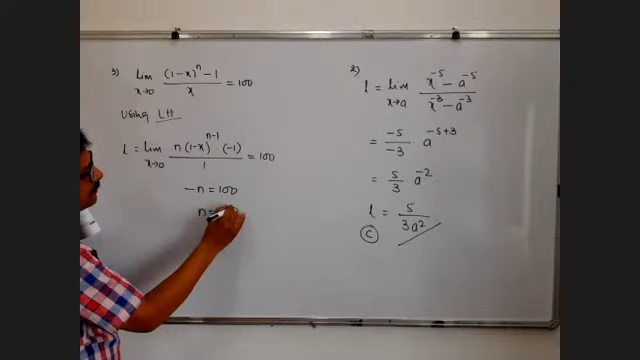 3) lim x→0 ((1-x)^n - 1)/x = 100
Using LH
l = lim x→0 (n(1-x)^(n-1) · (-1))/1 = 100
-n = 100
n =
2) l = lim x→a (x^-5 - a^-5)/(x^-3 - a^-3)
= -5/-3 · a^(-5+3)
= 5/3 · a^-2
l = 5/(3a^2)
(C)